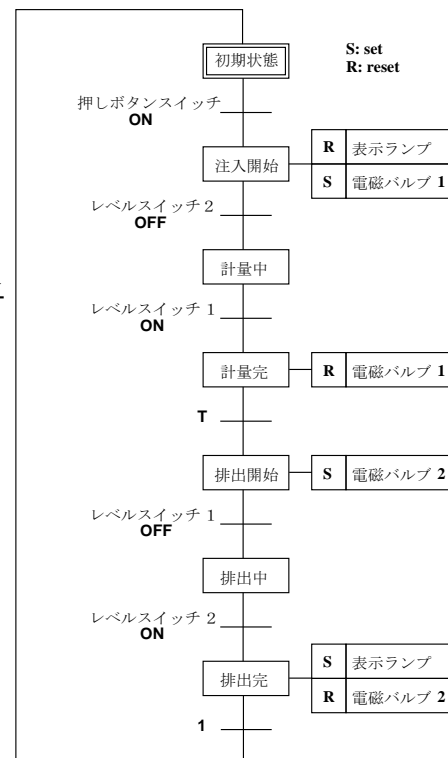 初期状態
S: set
R: reset
押しボタンスイッチ
ON
注入開始
R 表示ランプ
S 電磁バルブ 1
レベルスイッチ 2
OFF
計量中
レベルスイッチ 1
ON
計量完
R 電磁バルブ 1
T
排出開始
S 電磁バルブ 2
レベルスイッチ 1
OFF
排出中
レベルスイッチ 2
ON
排出完
S 表示ランプ
R 電磁バルブ 2
1